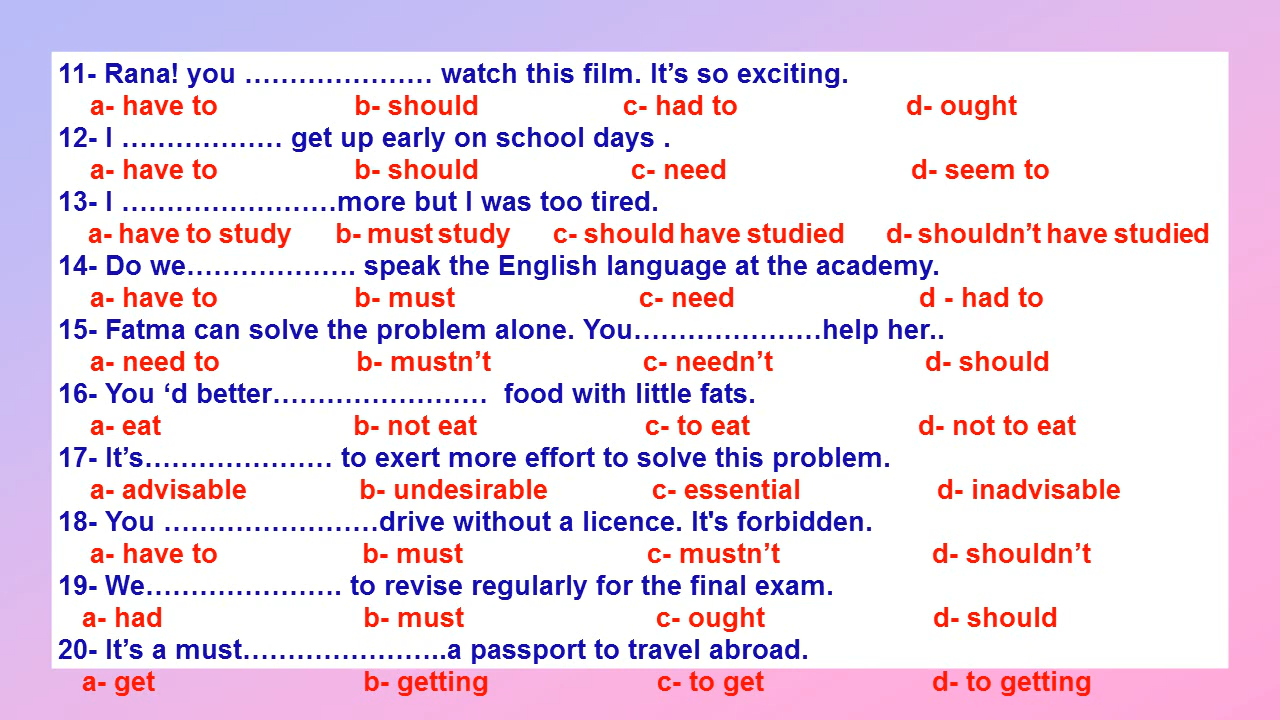 11- Rana! you ………………… watch this film. It’s so exciting.
a- have to b- should c- had to d- ought
12- I ……………… get up early on school days .
a- have to b- should c- need d- seem to
13- I ……………………more but I was too tired.
a- have to study b- must study c- should have studied d- shouldn’t have studied
14- Do we………………. speak the English language at the academy.
a- have to b- must c- need d - had to
15- Fatma can solve the problem alone. You…………………help her..
a- need to b- mustn’t c- needn’t d- should
16- You ‘d better…………………… food with little fats.
a- eat b- not eat c- to eat d- not to eat
17- It’s………………… to exert more effort to solve this problem.
a- advisable b- undesirable c- essential d- inadvisable
18- You ……………………drive without a licence. It's forbidden.
a- have to b- must c- mustn’t d- shouldn’t
19- We…………………. to revise regularly for the final exam.
a- had b- must c- ought d- should
20- It’s a must…………………..a passport to travel abroad.
a- get b- getting c- to get d- to getting